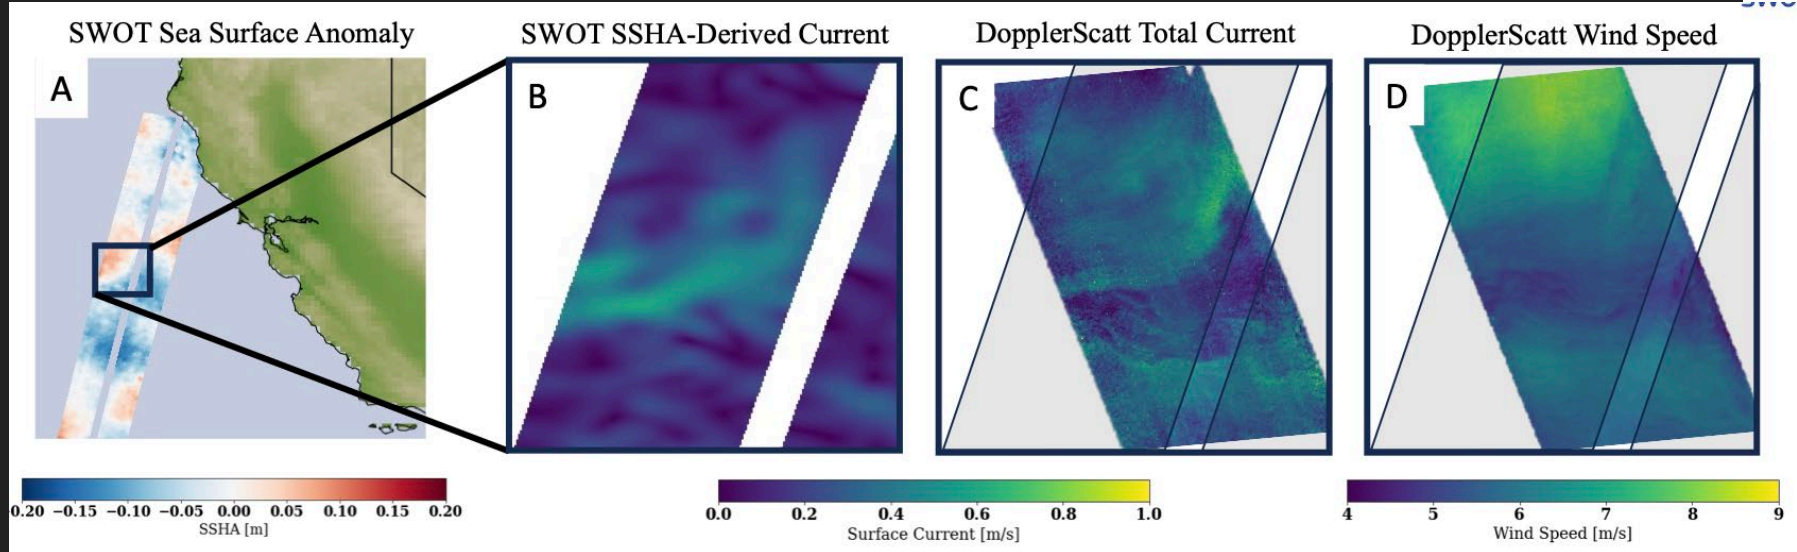 SWOT Sea Surface Anomaly
SWOT SSHA-Derived Current
DopplerScatt Total Current
DopplerScatt Wind Speed
A
B
C
D
0.20 −0.15 −0.10 −0.05 0.00 0.05 0.10 0.15 0.20
SSHA [m]
0.0 0.2 0.4 0.6 0.8 1.0
Surface Current [m/s]
4 5 6 7 8 9
Wind Speed [m/s]